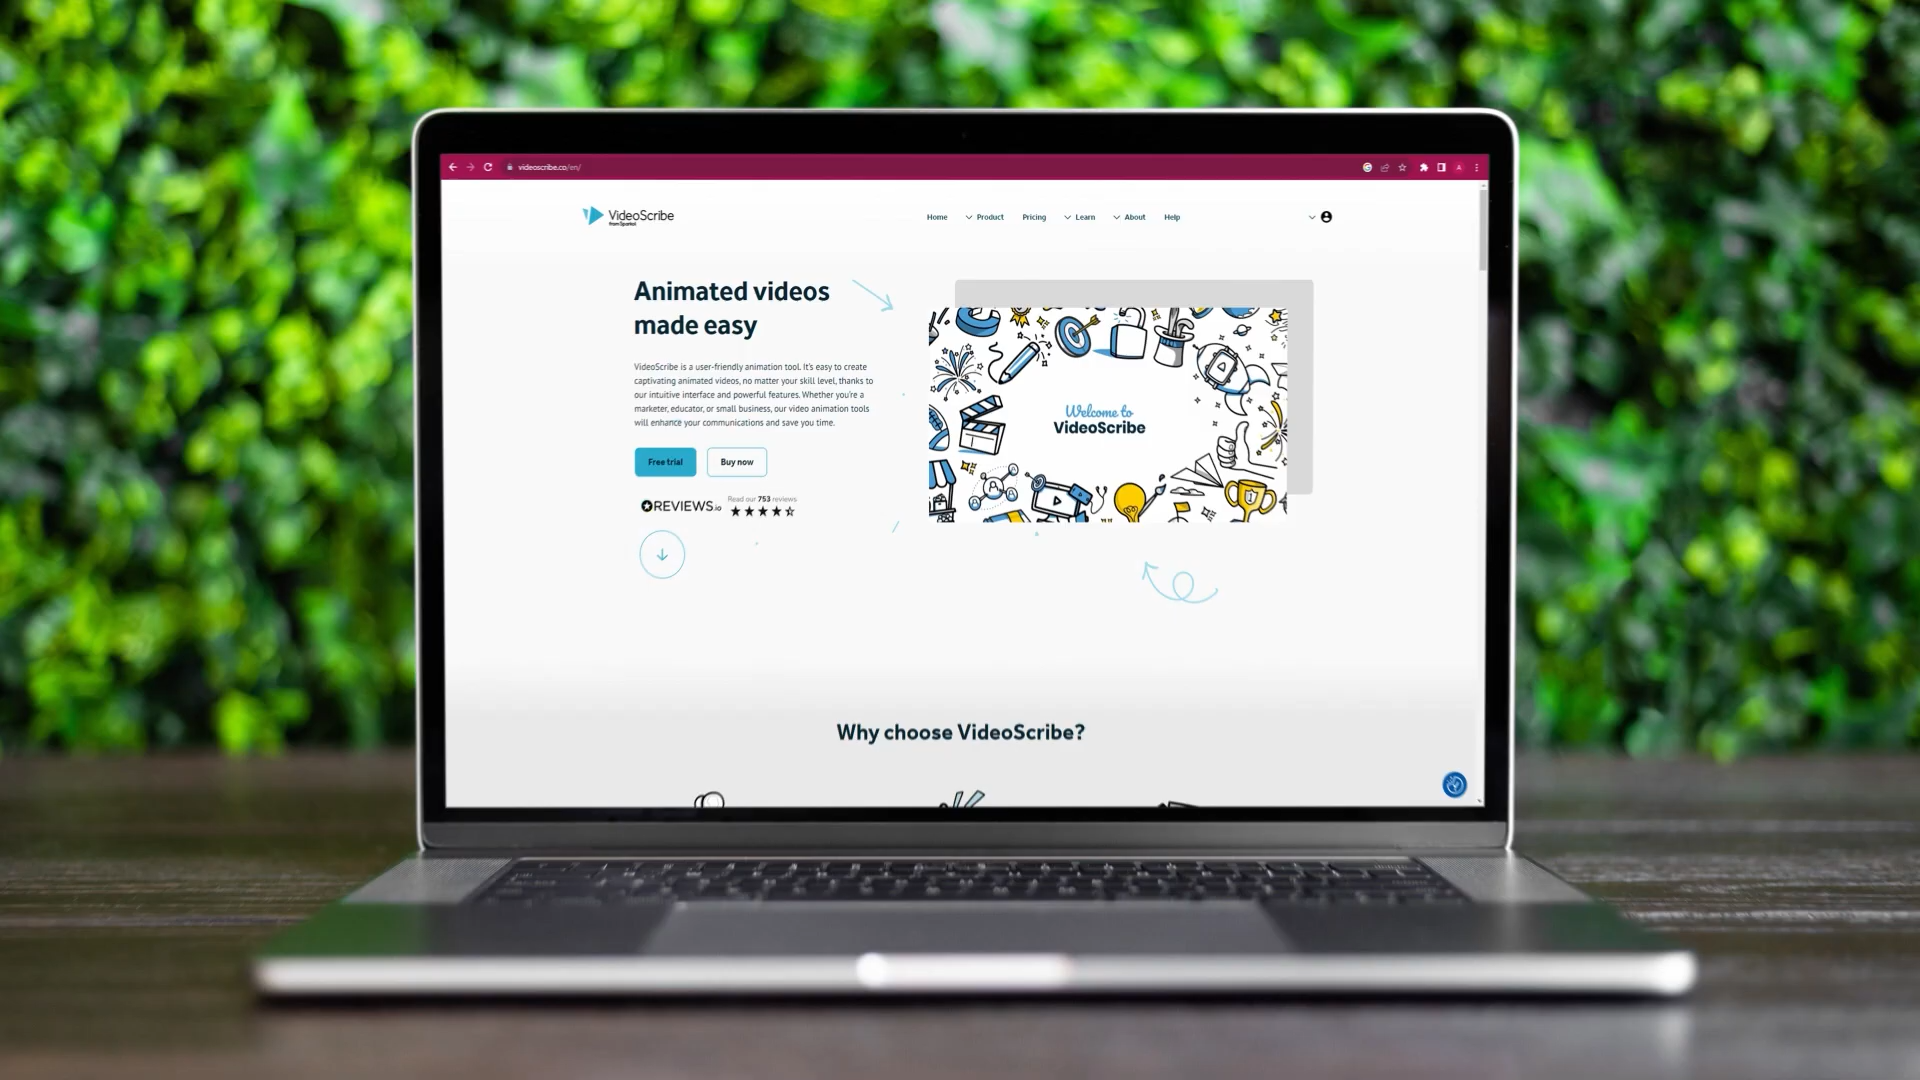 videoscribe.co/en/
VideoScribe
from Sparkol
Home Product Pricing Learn About Help
Animated videos
made easy
VideoScribe is a user-friendly animation tool. It's easy to create
captivating animated videos, no matter your skill level, thanks to
our intuitive interface and powerful features. Whether you're a
marketer, educator, or small business, our video animation tools
will enhance your communications and save you time.
Free trial Buy now
REVIEWS.io
Read our 753 reviews
Welcome to
VideoScribe
Why choose VideoScribe?